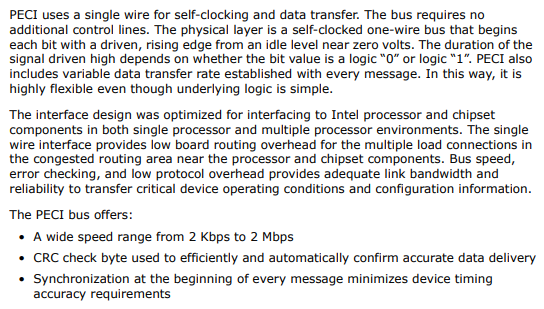 PECI uses a single wire for self-clocking and data transfer. The bus requires no
additional control lines. The physical layer is a self-clocked one-wire bus that begins
each bit with a driven, rising edge from an idle level near zero volts. The duration of the
signal driven high depends on whether the bit value is a logic “0” or logic “1”. PECI also
includes variable data transfer rate established with every message. In this way, it is
highly flexible even though underlying logic is simple.
The interface design was optimized for interfacing to Intel processor and chipset
components in both single processor and multiple processor environments. The single
wire interface provides low board routing overhead for the multiple load connections in
the congested routing area near the processor and chipset components. Bus speed,
error checking, and low protocol overhead provides adequate link bandwidth and
reliability to transfer critical device operating conditions and configuration information.
The PECI bus offers:
• A wide speed range from 2 Kbps to 2 Mbps
• CRC check byte used to efficiently and automatically confirm accurate data delivery
• Synchronization at the beginning of every message minimizes device timing
accuracy requirements